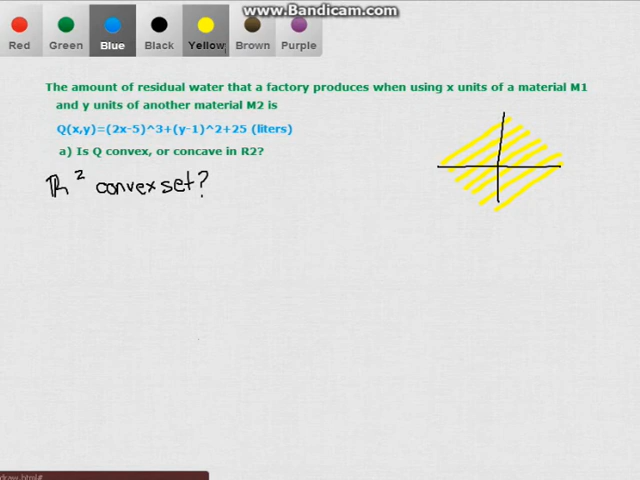 www.Bandicam.com
Red Green Blue Black Yellow Brown Purple
The amount of residual water that a factory produces when using x units of a material M1
and y units of another material M2 is
Q(x,y)=(2x-5)^3+(y-1)^2+25 (liters)
a) Is Q convex, or concave in R2?
ℝ² convex set?
draw.html#